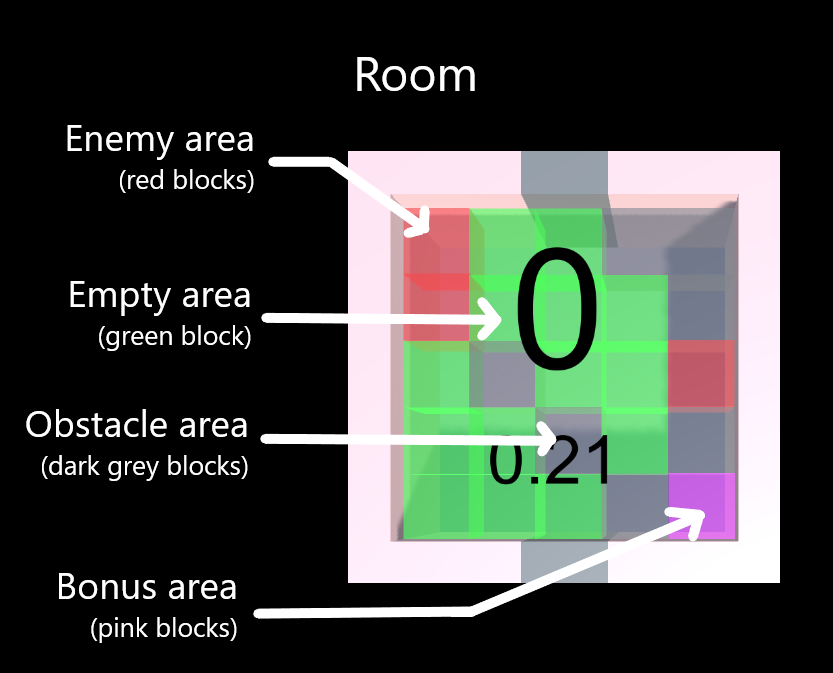 Room
Enemy area
(red blocks)
Empty area
(green block)
Obstacle area
(dark grey blocks)
Bonus area
(pink blocks)
0
0.21